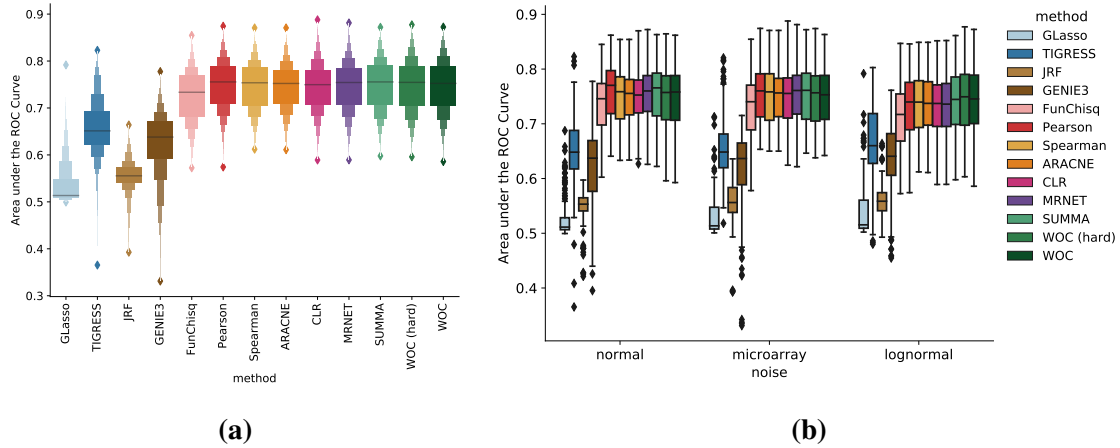 0.9
0.8
0.7
0.6
0.5
0.4
0.3
Area under the ROC Curve
GLasso
TIGRESS
JRF
GENIE3
FunChisq
Pearson
Spearman
ARACNE
CLR
MRNET
SUMMA
WOC (hard)
WOC
method
(a)
0.9
0.8
0.7
0.6
0.5
0.4
Area under the ROC Curve
normal
microarray
lognormal
noise
(b)
method
GLasso
TIGRESS
JRF
GENIE3
FunChisq
Pearson
Spearman
ARACNE
CLR
MRNET
SUMMA
WOC (hard)
WOC